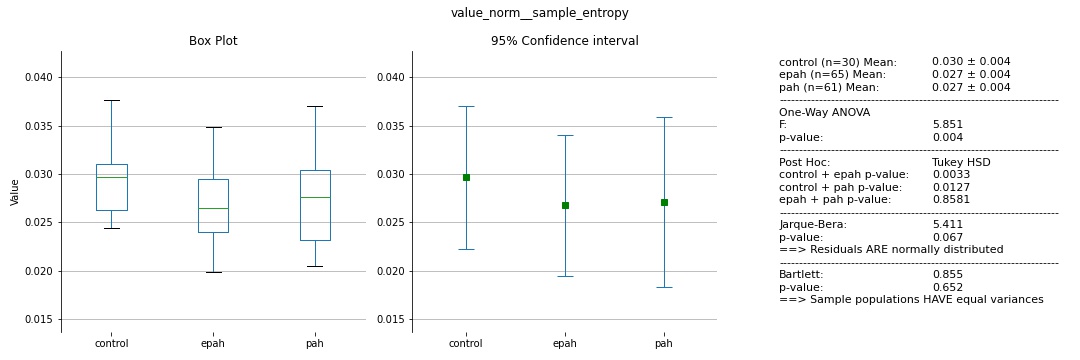 value_norm__sample_entropy
Box Plot
0.040
0.035
0.030
0.025
0.020
0.015
Value
control
epah
pah
95% Confidence interval
0.040
0.035
0.030
0.025
0.020
0.015
control
epah
pah
control (n=30) Mean: 0.030 ± 0.004
epah (n=65) Mean: 0.027 ± 0.004
pah (n=61) Mean: 0.027 ± 0.004
One-Way ANOVA
F: 5.851
p-value: 0.004
Post Hoc: Tukey HSD
control + epah p-value: 0.0033
control + pah p-value: 0.0127
epah + pah p-value: 0.8581
Jarque-Bera: 5.411
p-value: 0.067
==> Residuals ARE normally distributed
Bartlett: 0.855
p-value: 0.652
==> Sample populations HAVE equal variances